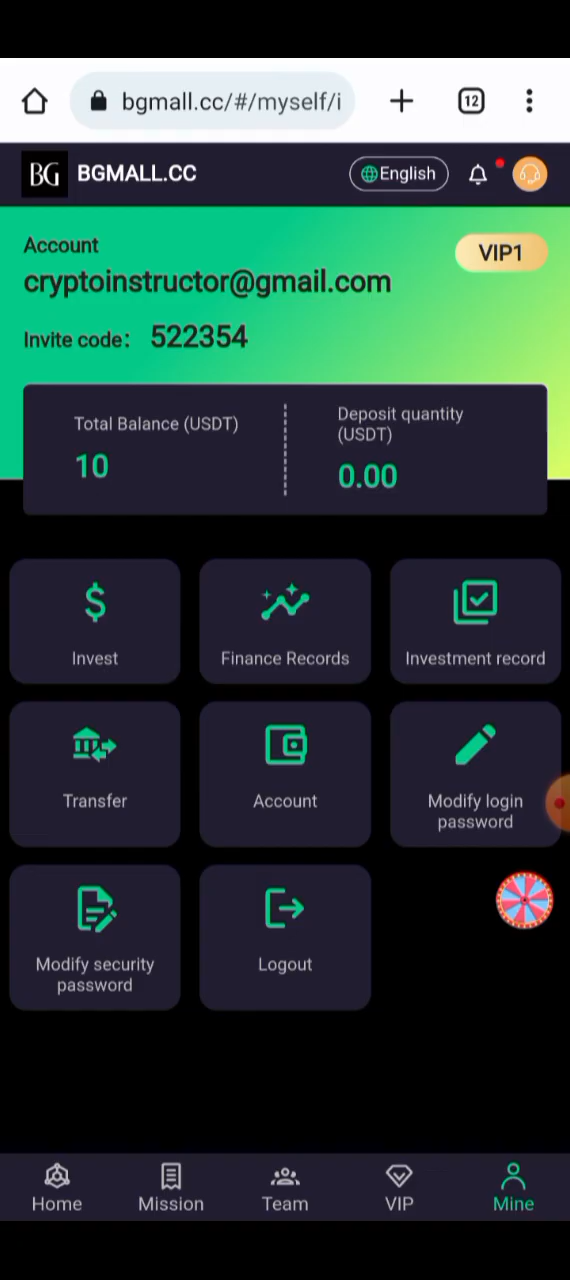 bgmall.cc/#/myself/i
12
BG BGMALL.CC
English
Account
VIP1
cryptoinstructor@gmail.com
Invite code: 522354
Total Balance (USDT)
10
Deposit quantity
(USDT)
0.00
Invest
Finance Records
Investment record
Transfer
Account
Modify login
password
Modify security
password
Logout
Home
Mission
Team
VIP
Mine